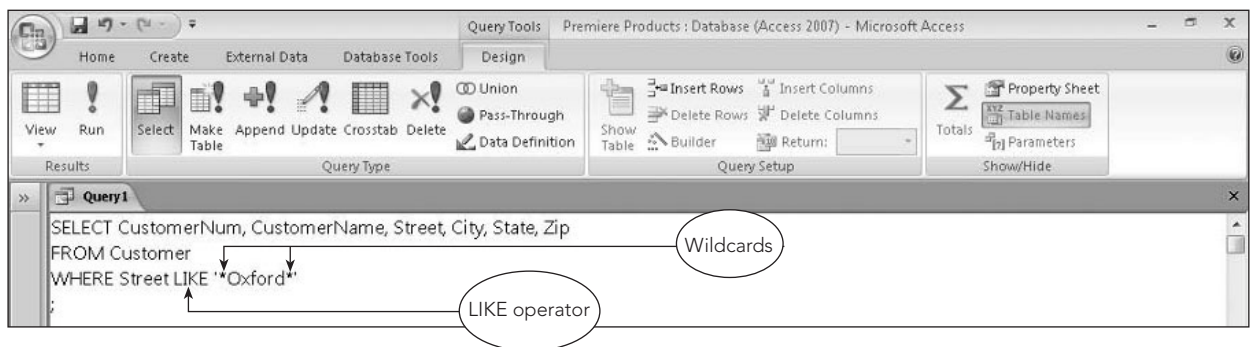 Query Tools Premiere Products : Database (Access 2007) - Microsoft Access
Home Create External Data Database Tools Design
View Run
Results
Select Make Table Append Update Crosstab Delete
Union
Pass-Through
Data Definition
Query Type
Show Table
Insert Rows
Delete Rows
Builder
Insert Columns
Delete Columns
Return:
Query Setup
Totals
Property Sheet
Table Names
Parameters
Show/Hide
Query1
SELECT CustomerNum, CustomerName, Street, City, State, Zip
FROM Customer
WHERE Street LIKE '*Oxford*'
;
Wildcards
LIKE operator